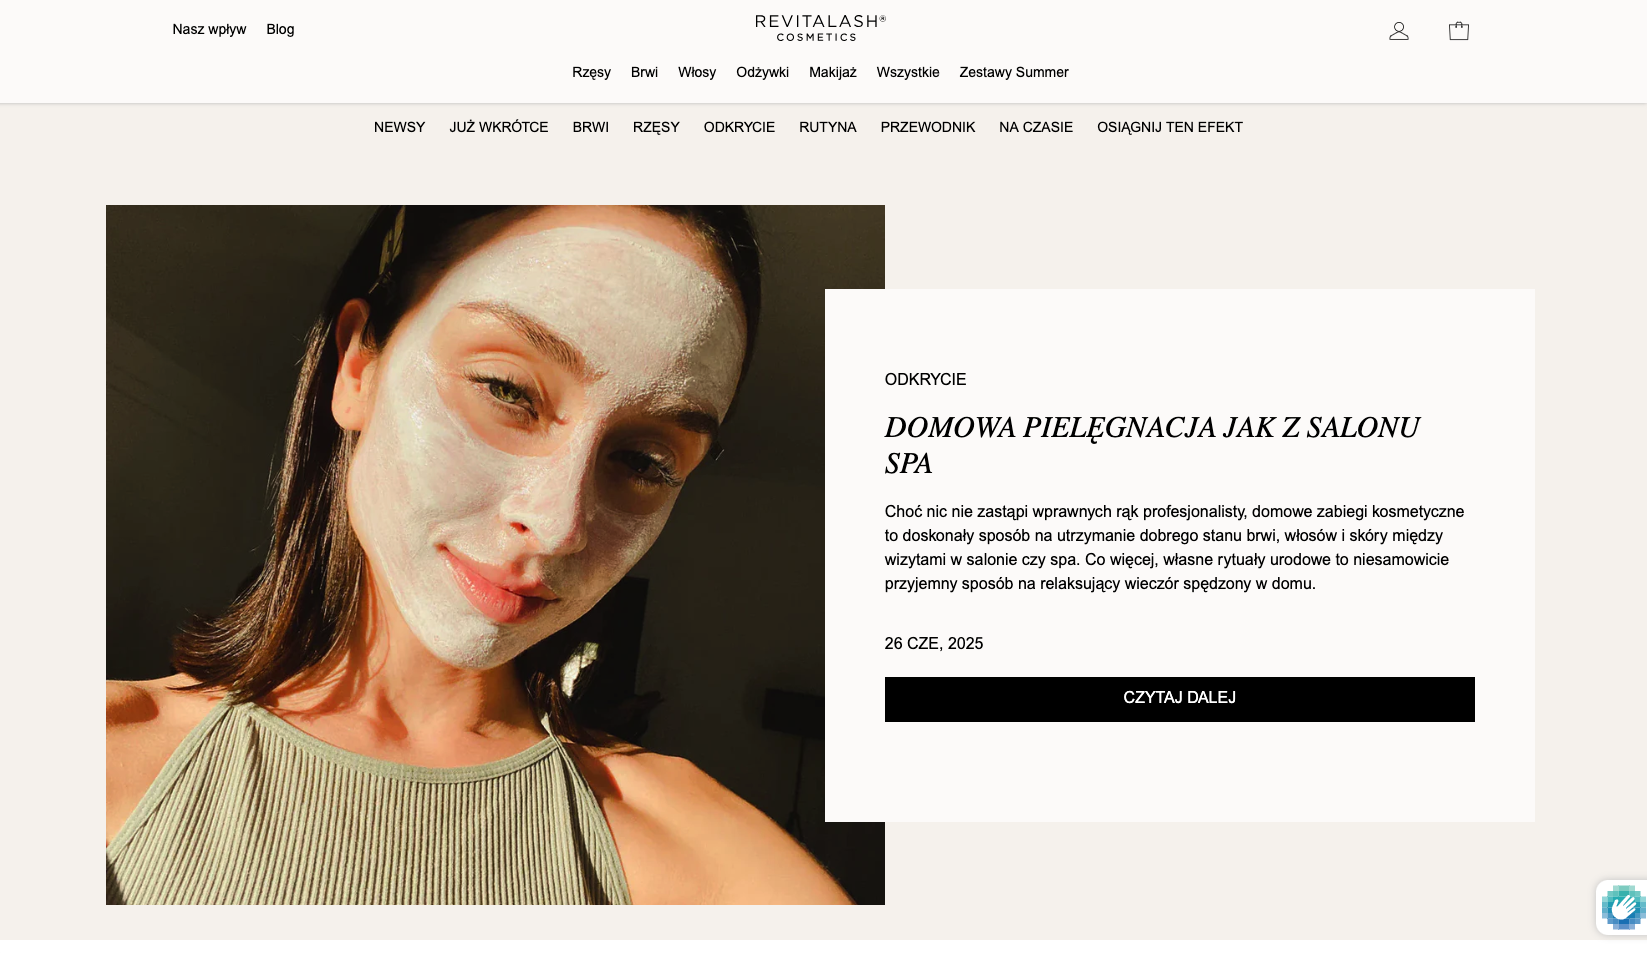 Nasz wpływ Blog
REVITALASH®
COSMETICS
Rzęsy Brwi Włosy Odżywki Makijaż Wszystkie Zestawy Summer
NEWSY JUŻ WKRÓTCE BRWI RZĘSY ODKRYCIE RUTYNA PRZEWODNIK NA CZASIE OSIĄGNIJ TEN EFEKT
ODKRYCIE
DOMOWA PIELĘGNACJA JAK Z SALONU
SPA
Choć nic nie zastąpi wprawnych rąk profesjonalisty, domowe zabiegi kosmetyczne
to doskonały sposób na utrzymanie dobrego stanu brwi, włosów i skóry między
wizytami w salonie czy spa. Co więcej, własne rytuały urodowe to niesamowicie
przyjemny sposób na relaksujący wieczór spędzony w domu.
26 CZE, 2025
CZYTAJ DALEJ